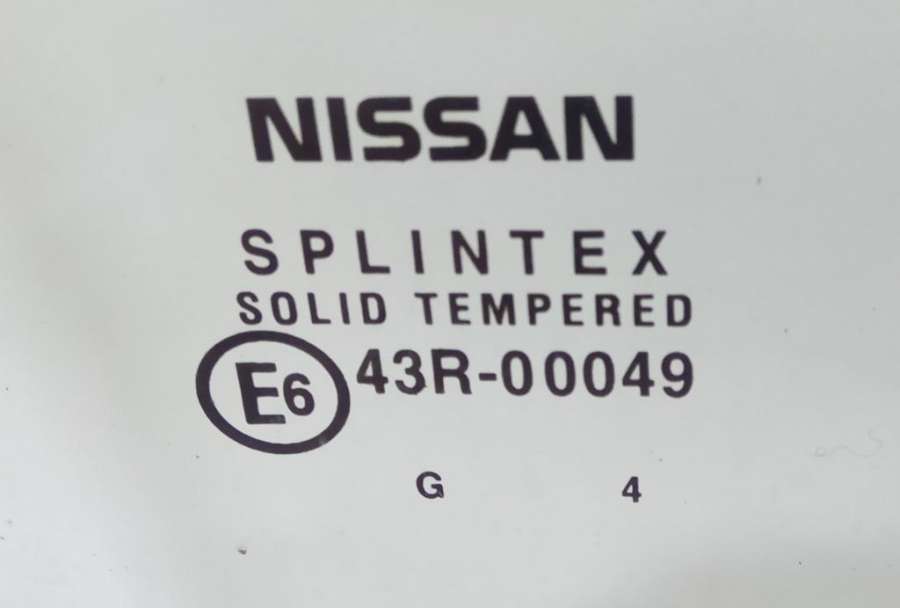 NISSAN
SPLINTEX
SOLID TEMPERED
E6 43R-00049
G 4